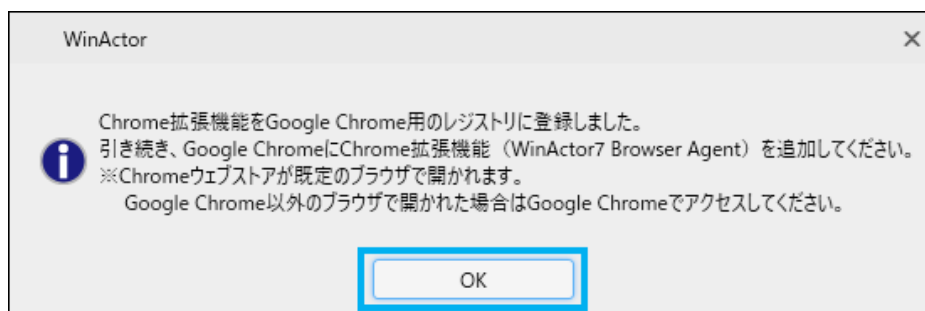 WinActor
Chrome拡張機能をGoogle Chrome用のレジストリに登録しました。
引き続き、Google ChromeにChrome拡張機能（WinActor7 Browser Agent）を追加してください。
※Chromeウェブストアが既定のブラウザで開かれます。
Google Chrome以外のブラウザで開かれた場合はGoogle Chromeでアクセスしてください。
OK